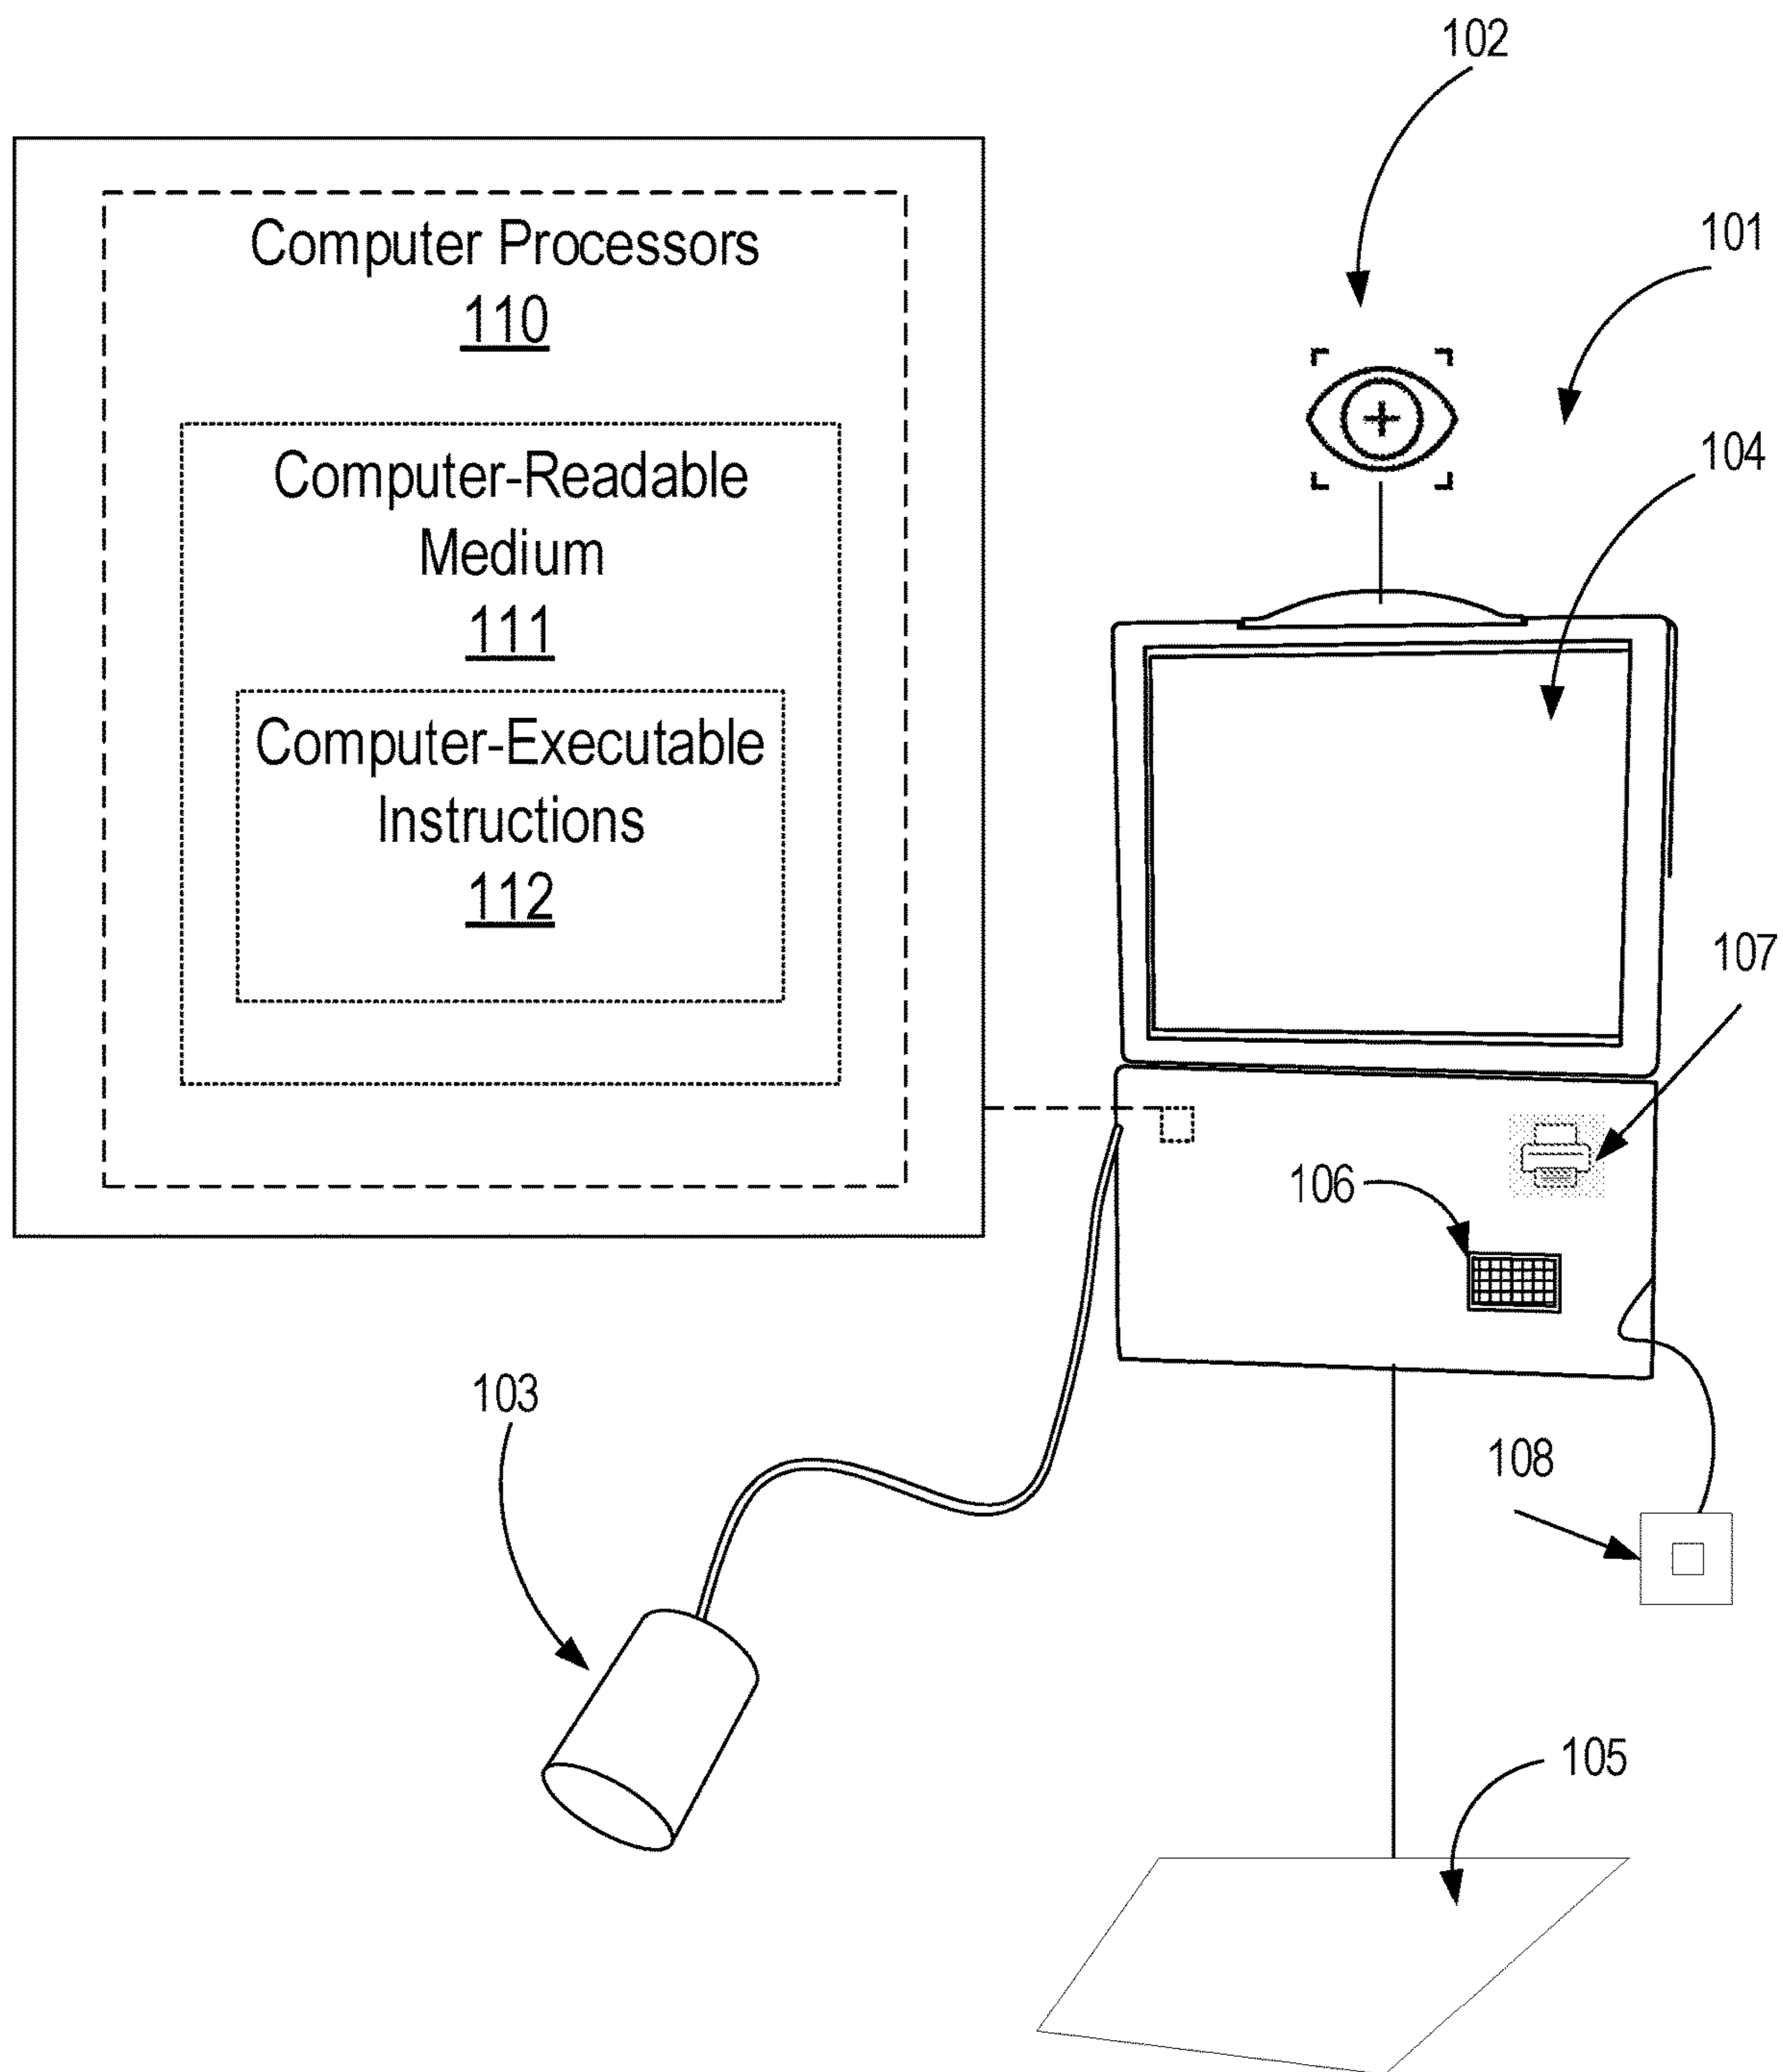 102
101
Computer Processors
110
104
Computer-Readable
Medium
111
Computer-Executable
Instructions
112
107
106
103
108
105